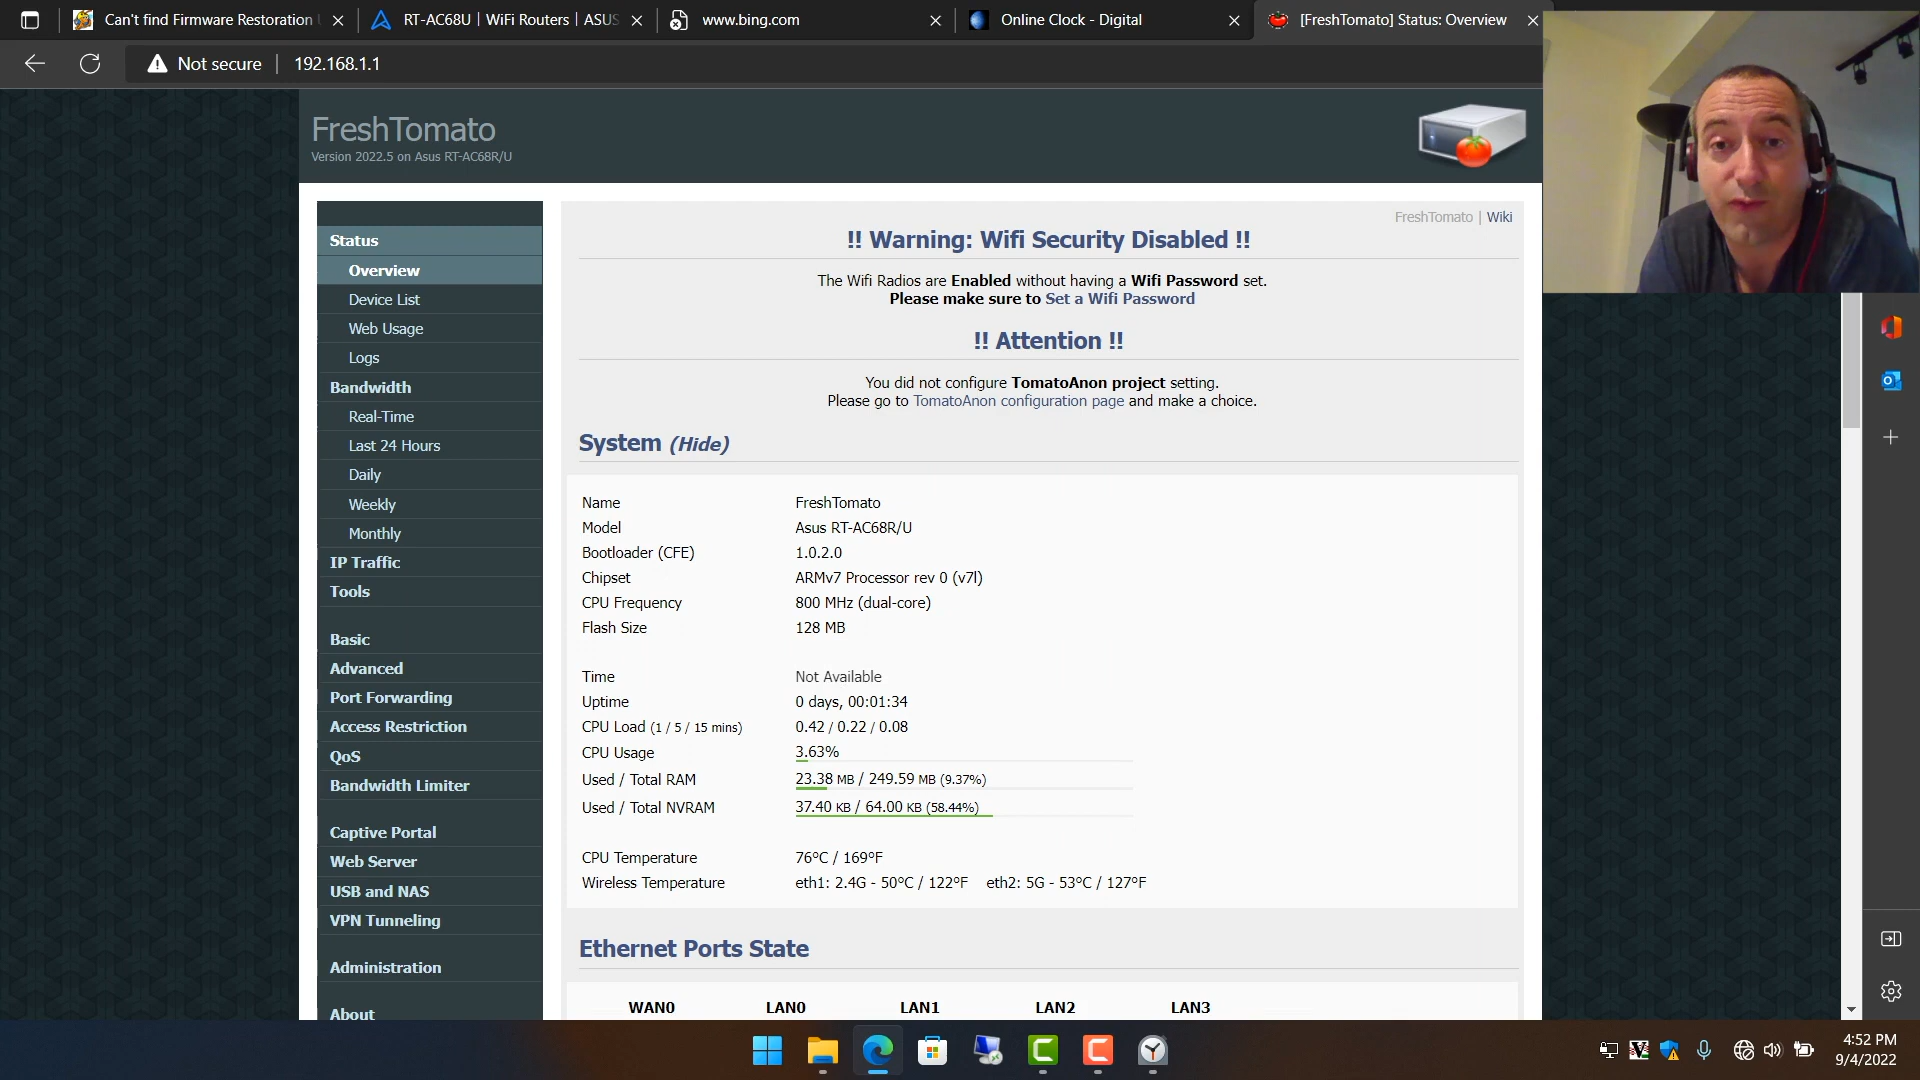 Can't find Firmware Restoration
RT-AC68U | WiFi Routers | ASUS
www.bing.com
Online Clock - Digital
[FreshTomato] Status: Overview
Not secure
192.168.1.1
FreshTomato
Version 2022.5 on Asus RT-AC68R/U
Status
Overview
Device List
Web Usage
Logs
Bandwidth
Real-Time
Last 24 Hours
Daily
Weekly
Monthly
IP Traffic
Tools
Basic
Advanced
Port Forwarding
Access Restriction
QoS
Bandwidth Limiter
Captive Portal
Web Server
USB and NAS
VPN Tunneling
Administration
About
FreshTomato | Wiki
!! Warning: Wifi Security Disabled !!
The Wifi Radios are Enabled without having a Wifi Password set.
Please make sure to Set a Wifi Password
!! Attention !!
You did not configure TomatoAnon project setting.
Please go to TomatoAnon configuration page and make a choice.
System (Hide)
Name FreshTomato
Model Asus RT-AC68R/U
Bootloader (CFE) 1.0.2.0
Chipset ARMv7 Processor rev 0 (v7l)
CPU Frequency 800 MHz (dual-core)
Flash Size 128 MB
Time Not Available
Uptime 0 days, 00:01:34
CPU Load (1 / 5 / 15 mins) 0.42 / 0.22 / 0.08
CPU Usage 3.63%
Used / Total RAM 23.38 MB / 249.59 MB (9.37%)
Used / Total NVRAM 37.40 KB / 64.00 KB (58.44%)
CPU Temperature 76°C / 169°F
Wireless Temperature eth1: 2.4G - 50°C / 122°F eth2: 5G - 53°C / 127°F
Ethernet Ports State
WAN0 LAN0 LAN1 LAN2 LAN3
4:52 PM
9/4/2022